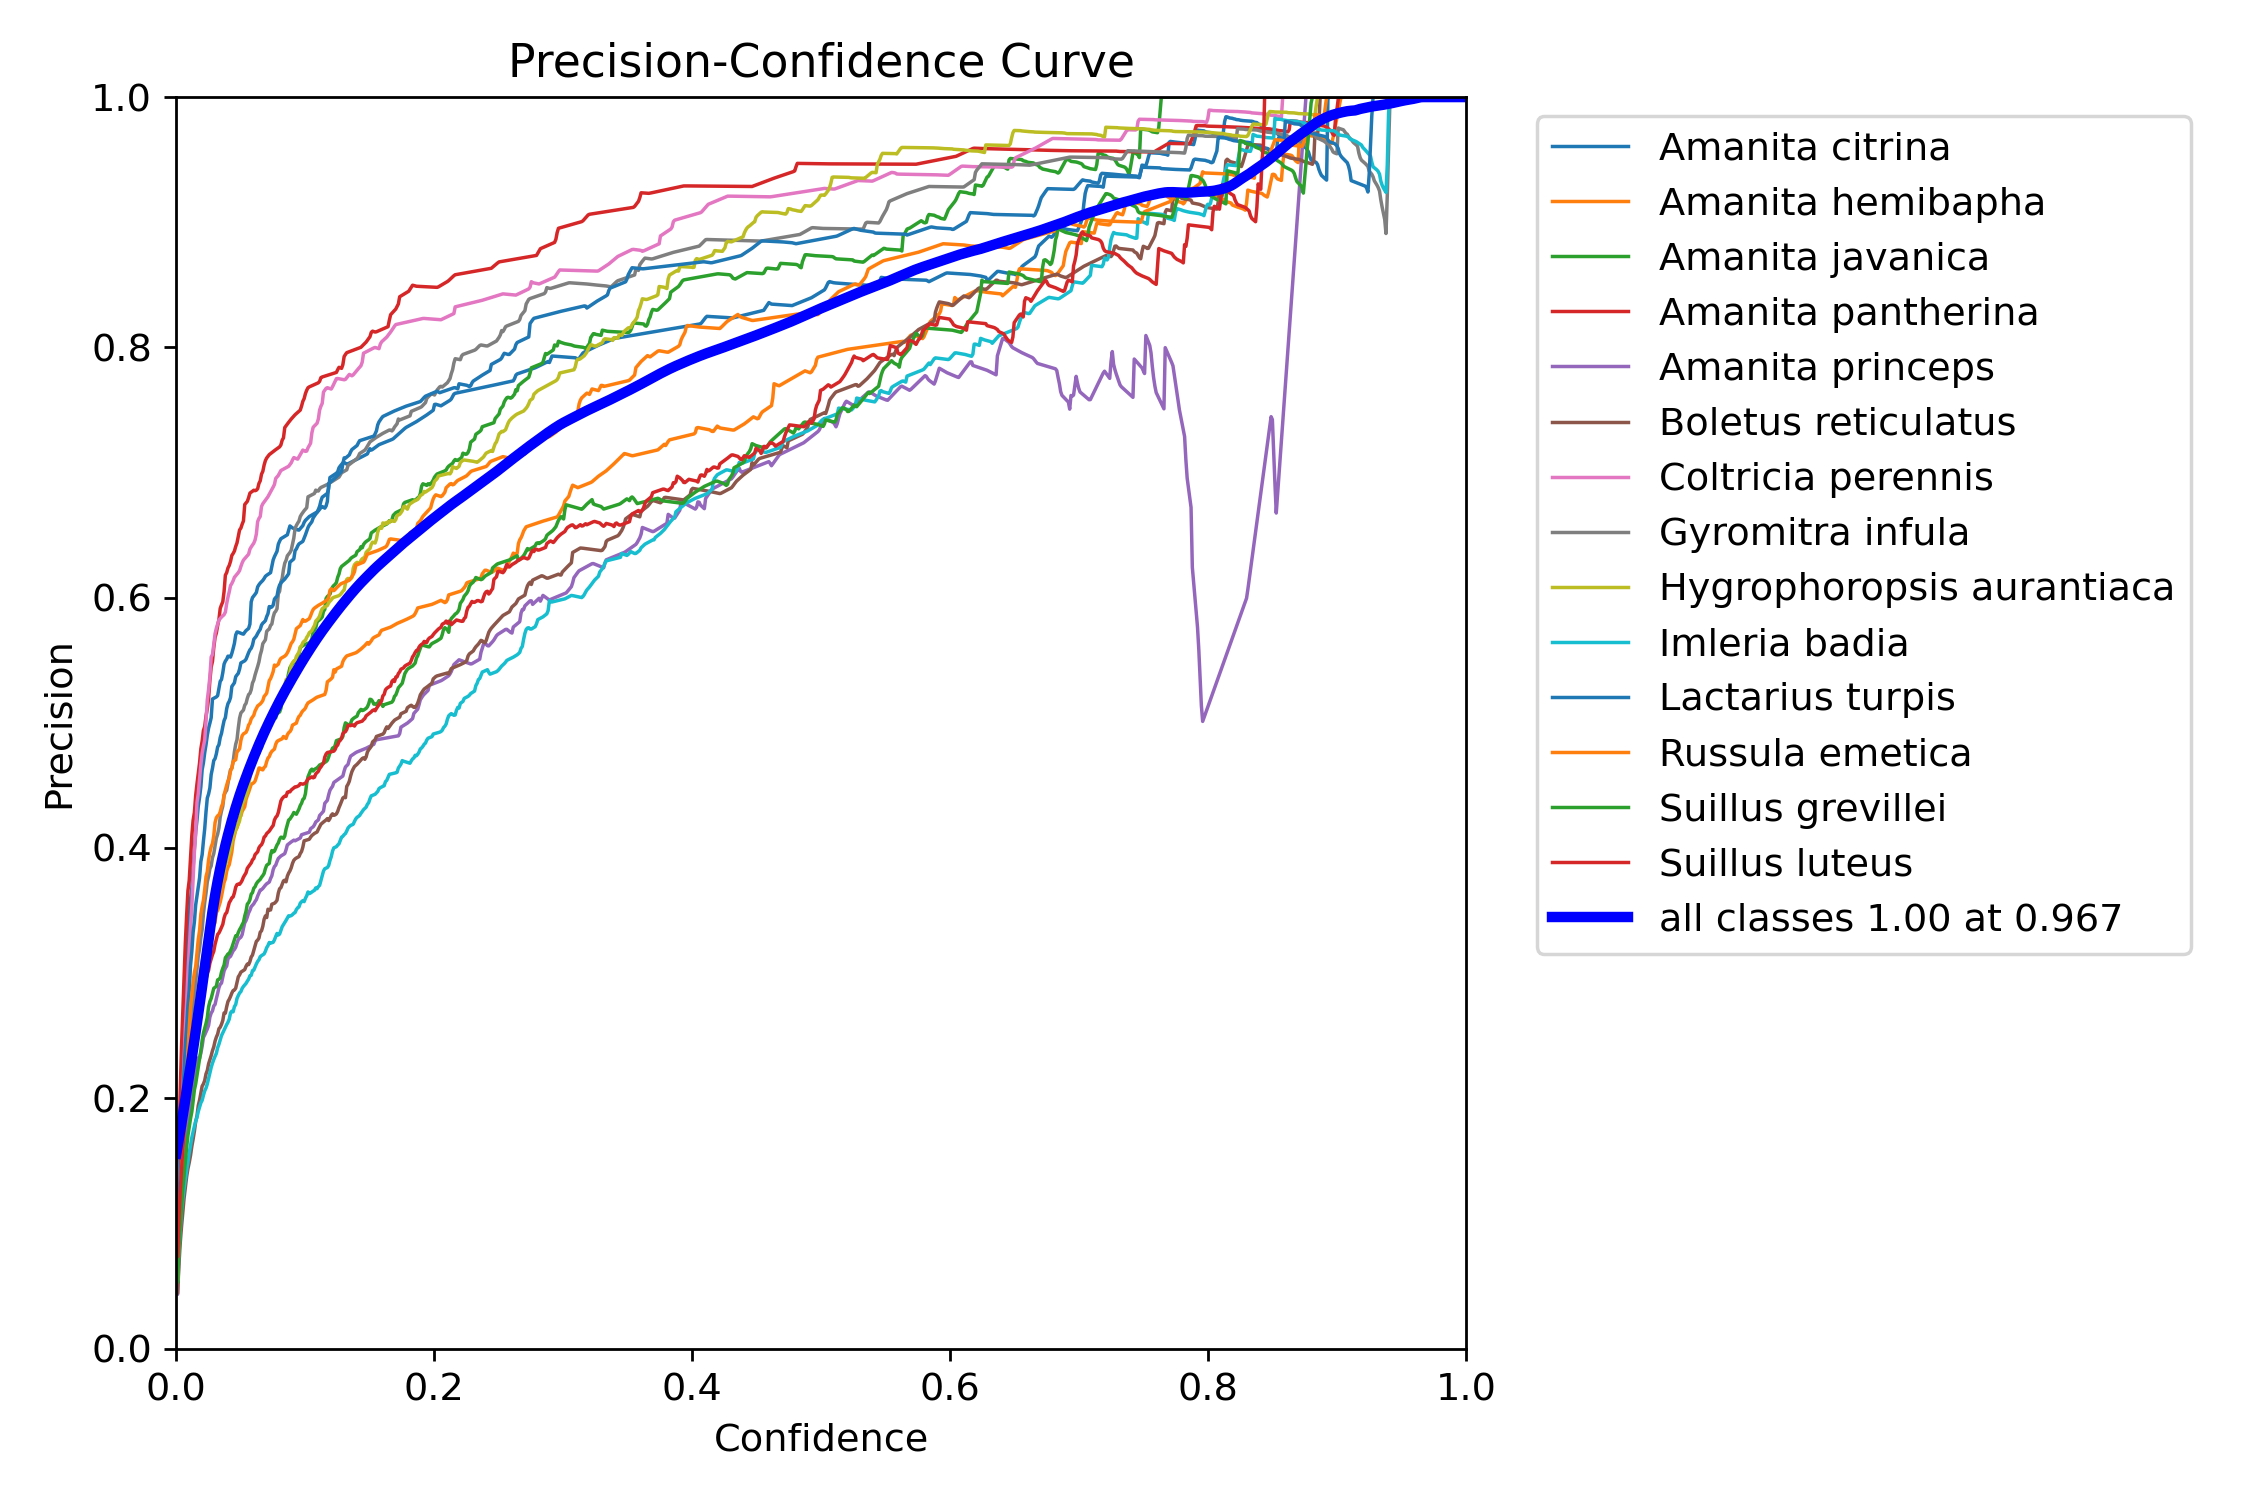 Precision-Confidence Curve
1.0
0.8
0.6
0.4
0.2
0.0
Precision
0.0 0.2 0.4 0.6 0.8 1.0
Confidence
Amanita citrina
Amanita hemibapha
Amanita javanica
Amanita pantherina
Amanita princeps
Boletus reticulatus
Coltricia perennis
Gyromitra infula
Hygrophoropsis aurantiaca
Imleria badia
Lactarius turpis
Russula emetica
Suillus grevillei
Suillus luteus
all classes 1.00 at 0.967